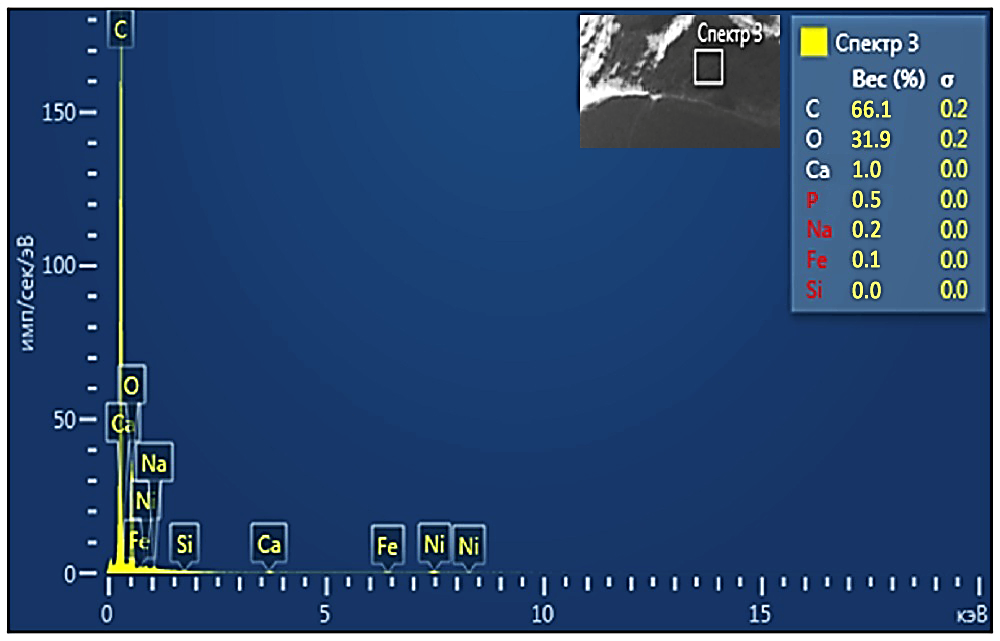 C
150
100
50
0
имп/сек/эВ
O
Ca
Na
Ni
Fe
Si
Ca
Fe
Ni
Ni
0
5
10
15
кэВ
Спектр 3
Спектр 3
Вес (%) σ
C 66.1 0.2
O 31.9 0.2
Ca 1.0 0.0
P 0.5 0.0
Na 0.2 0.0
Fe 0.1 0.0
Si 0.0 0.0